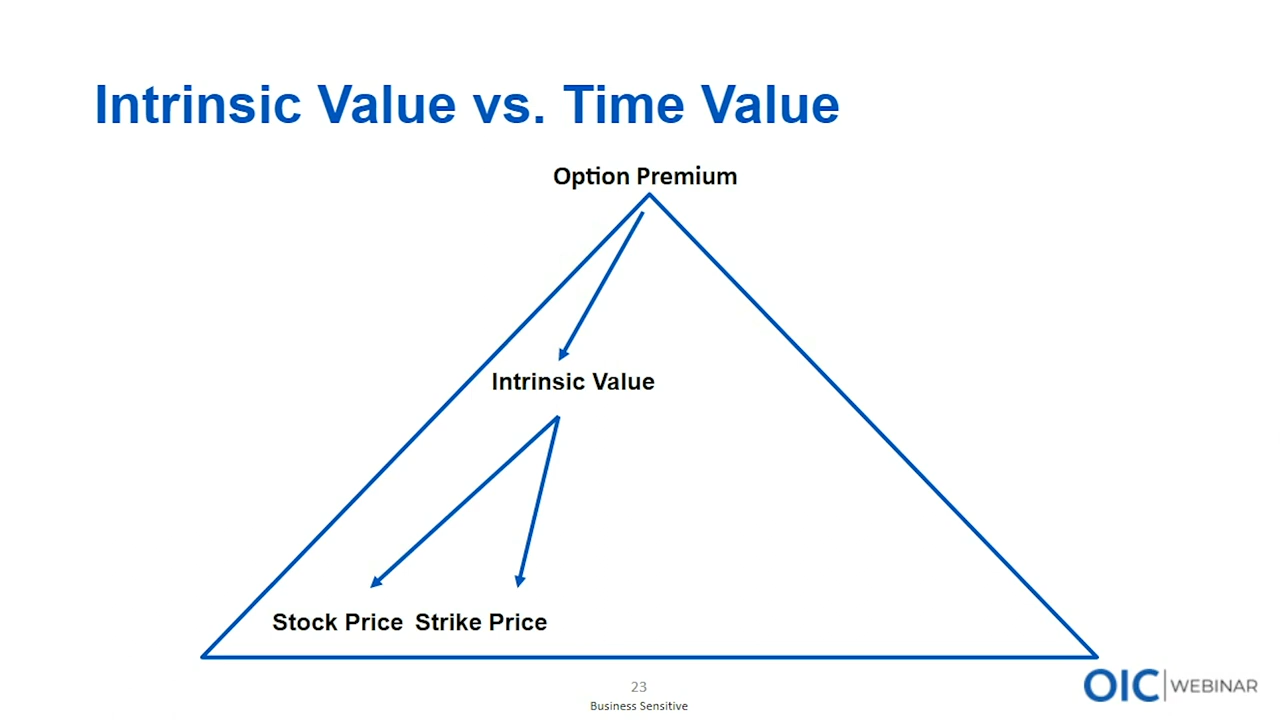 Intrinsic Value vs. Time Value
Option Premium
Intrinsic Value
Stock Price Strike Price
23
Business Sensitive
OIC WEBINAR